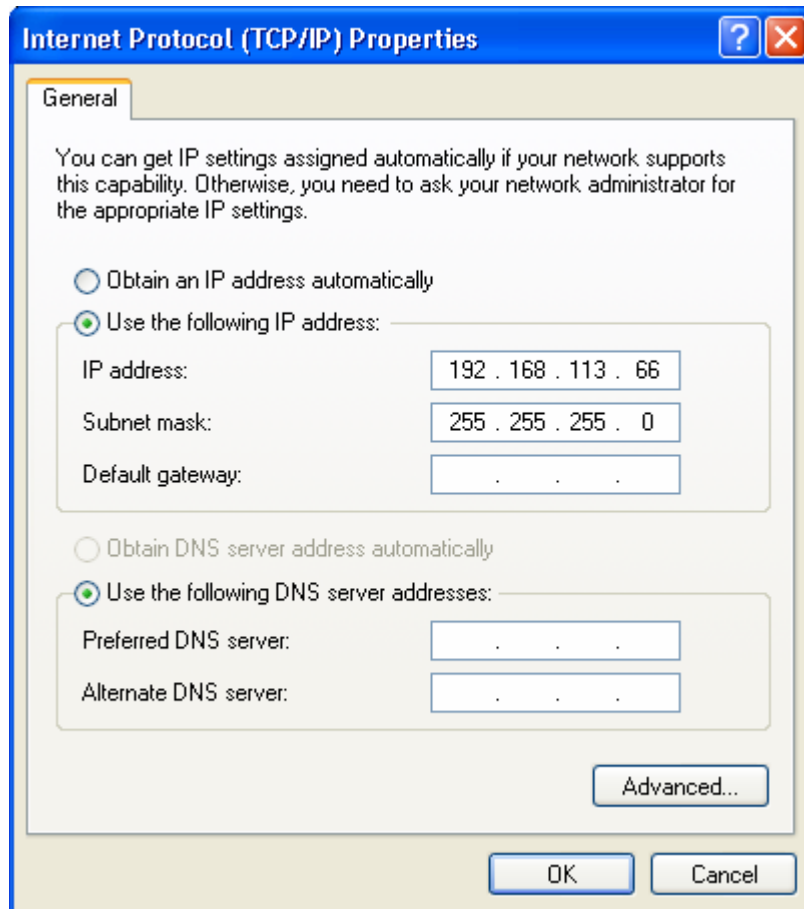 Internet Protocol (TCP/IP) Properties
?
General
You can get IP settings assigned automatically if your network supports
this capability. Otherwise, you need to ask your network administrator for
the appropriate IP settings.
Obtain an IP address automatically
Use the following IP address:
IP address: 192 . 168 . 113 . 66
Subnet mask: 255 . 255 . 255 . 0
Default gateway: . . .
Obtain DNS server address automatically
Use the following DNS server addresses:
Preferred DNS server: . . .
Alternate DNS server: . . .
Advanced...
OK Cancel